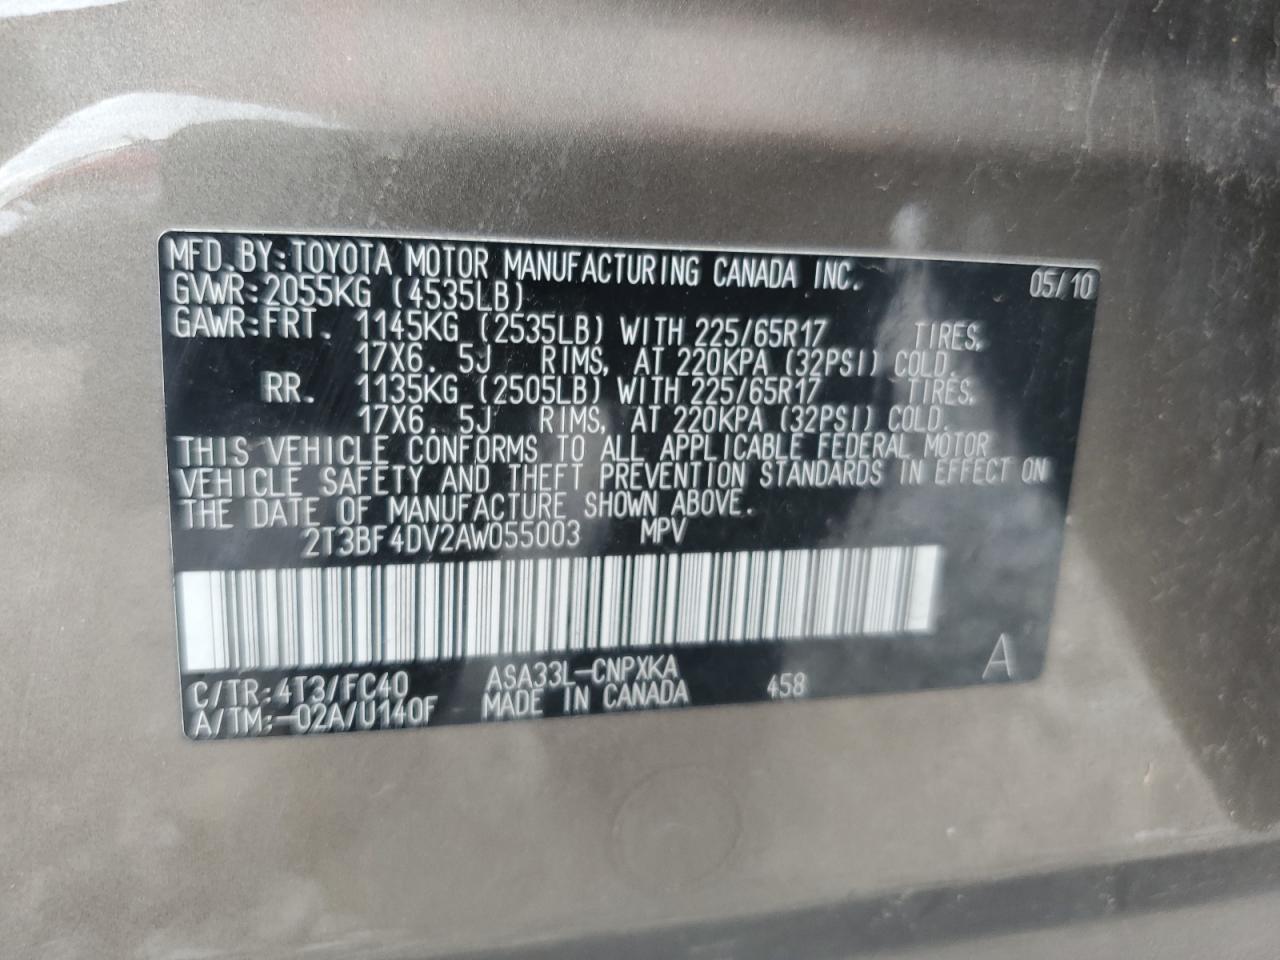 MFD.BY:TOYOTA MOTOR MANUFACTURING CANADA INC. 05/10
GVWR:2055KG (4535LB)
GAWR:FRT. 1145KG (2535LB) WITH 225/65R17 TIRES,
17X6. 5J RIMS, AT 220KPA (32PSI) COLD.
RR. 1135KG (2505LB) WITH 225/65R17 TIRES,
17X6. 5J RIMS, AT 220KPA (32PSI) COLD.
THIS VEHICLE CONFORMS TO ALL APPLICABLE FEDERAL MOTOR
VEHICLE SAFETY AND THEFT PREVENTION STANDARDS IN EFFECT ON
THE DATE OF MANUFACTURE SHOWN ABOVE.
2T3BF4DV2AW055003 MPV
C/TR:4T3/FC40 ASA33L-CNPXKA A
A/TM:-02A/U140F MADE IN CANADA 458